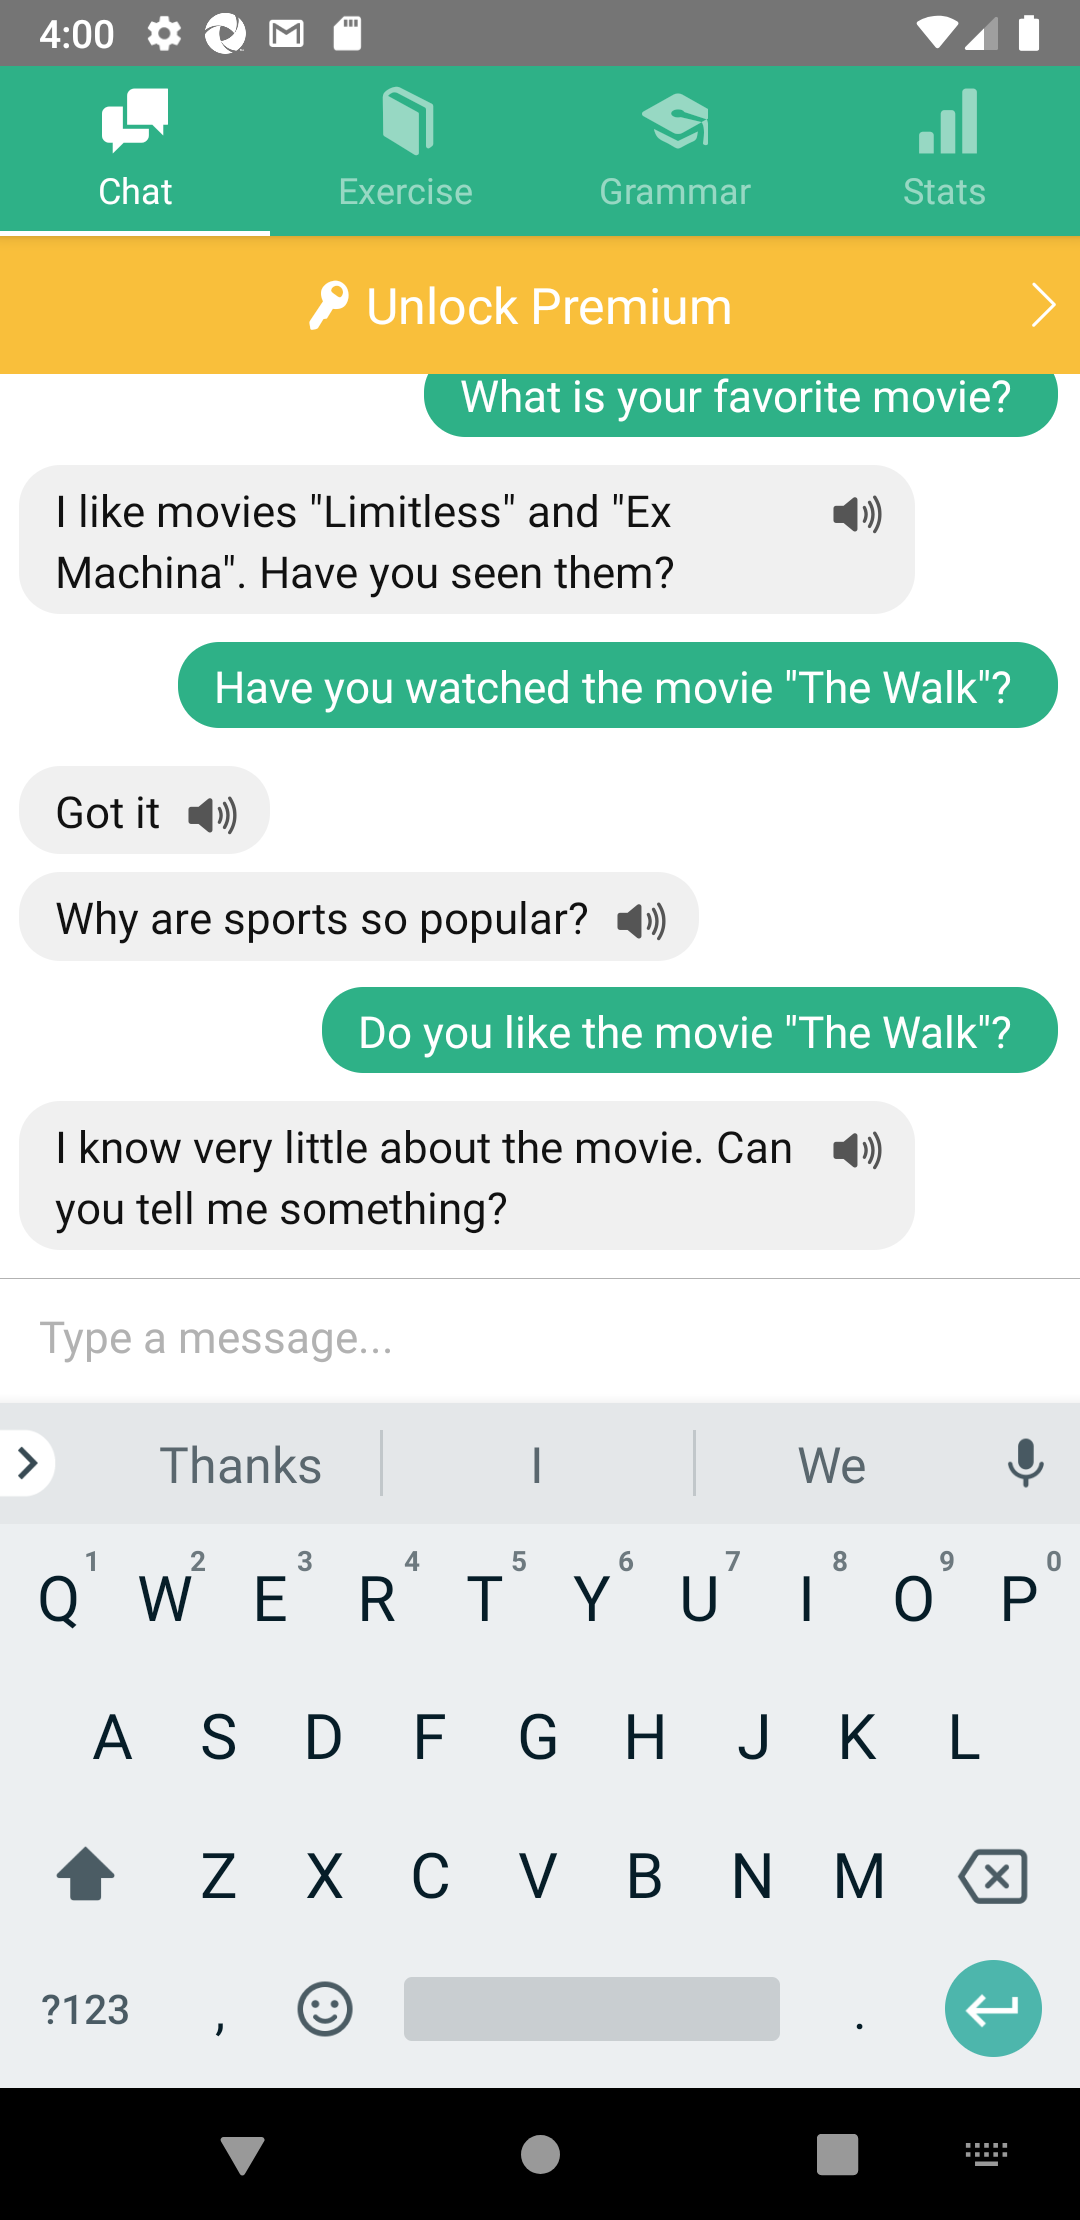 4:00
Chat
Exercise
Grammar
Stats
Unlock Premium
What is your favorite movie?
I like movies "Limitless" and "Ex
Machina". Have you seen them?
Have you watched the movie "The Walk"?
Got it
Why are sports so popular?
Do you like the movie "The Walk"?
I know very little about the movie. Can
you tell me something?
Type a message...
Thanks
I
We
Q 1 W 2 E 3 R 4 T 5 Y 6 U 7 I 8 O 9 P 0
A S D F G H J K L
Z X C V B N M
?123 , .